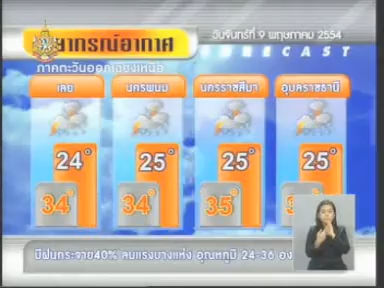 พยากรณ์อากาศ
วันจันทร์ที่ 9 พฤษภาคม 2554
FORECAST
ภาคตะวันออกเฉียงเหนือ
เลย
นครพนม
นครราชสีมา
อุบลราชธานี
24°
25°
25°
25°
34°
34°
35°
มีฝนกระจาย40% ลมแรงบางแห่ง อุณหภูมิ 24-36 อง